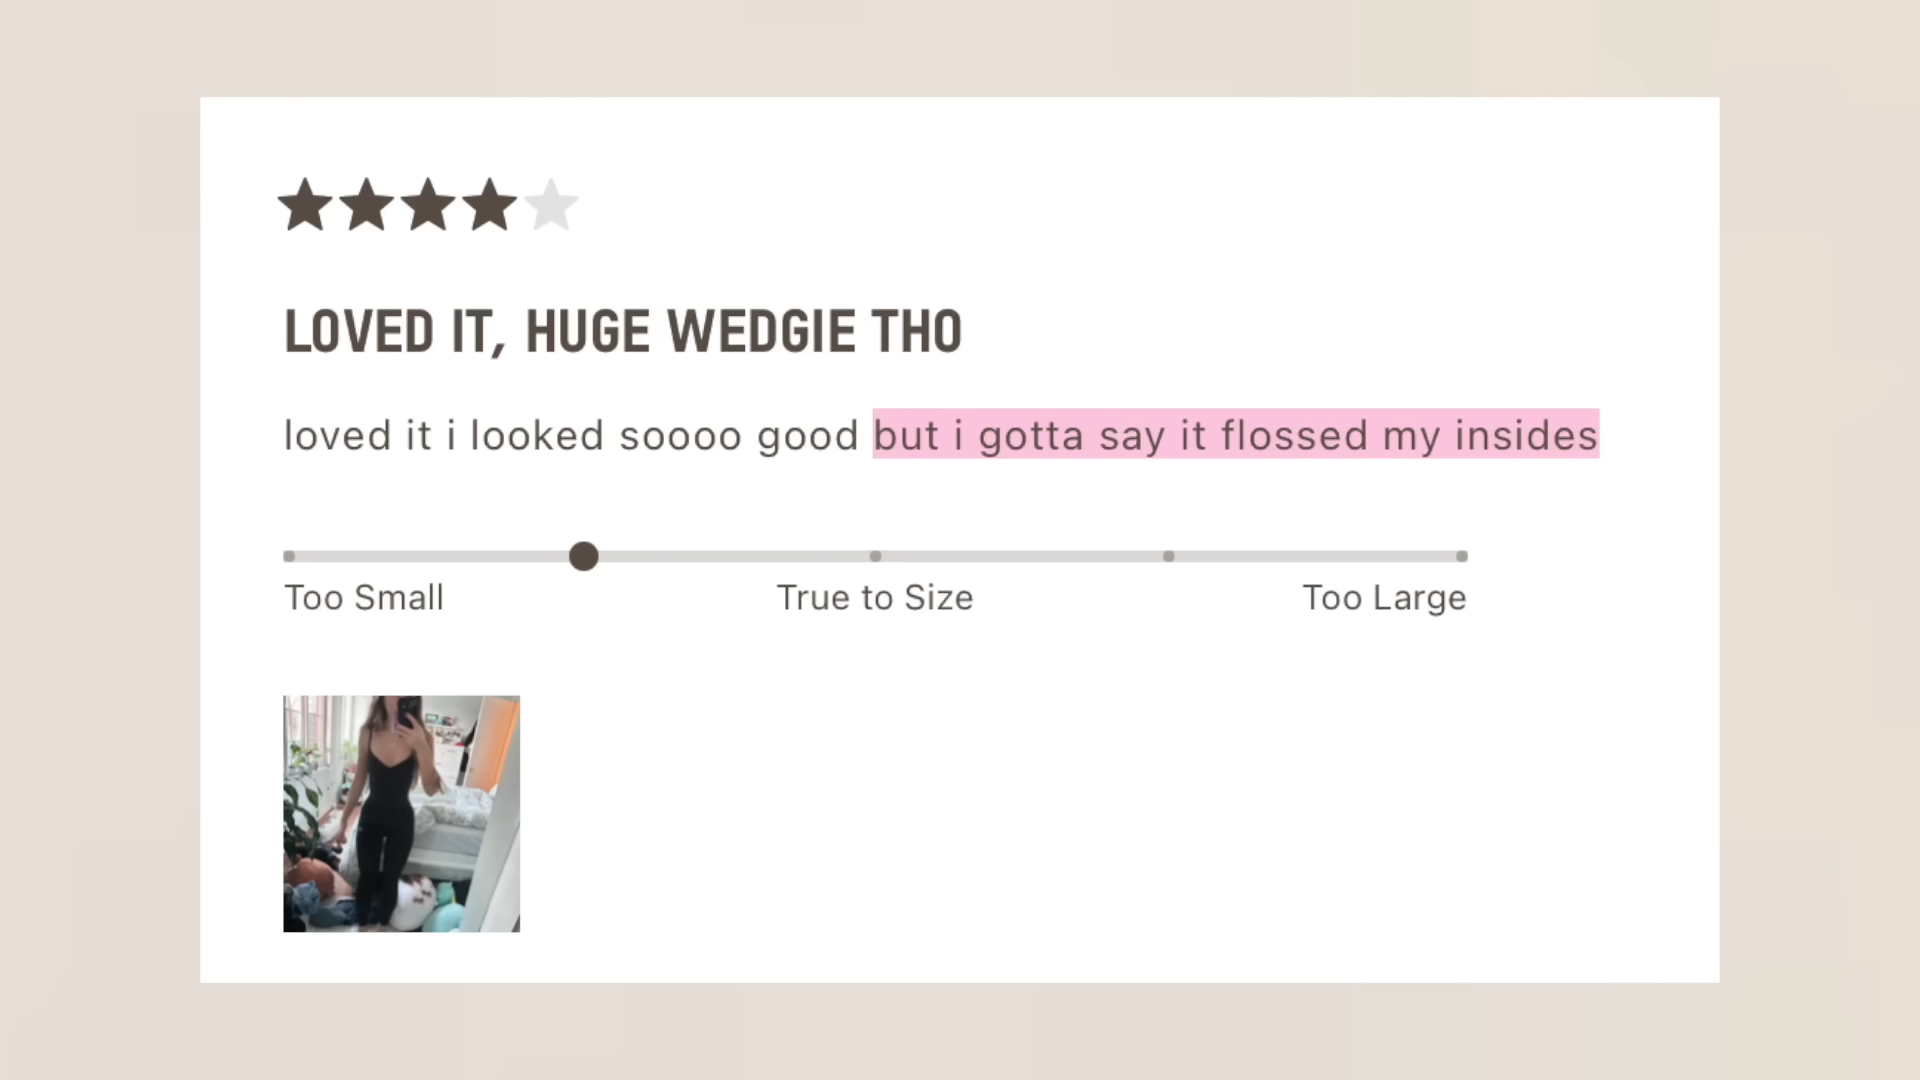 LOVED IT, HUGE WEDGIE THO
loved it i looked soooo good but i gotta say it flossed my insides
Too Small True to Size Too Large